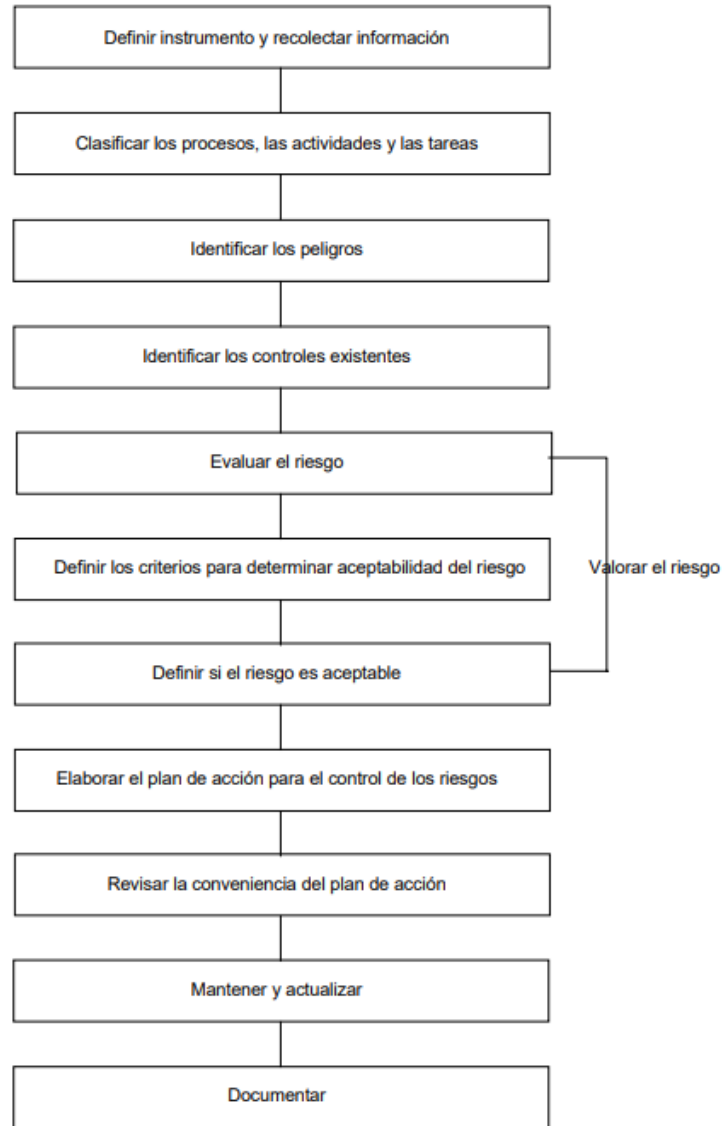 Definir instrumento y recolectar información
Clasificar los procesos, las actividades y las tareas
Identificar los peligros
Identificar los controles existentes
Evaluar el riesgo
Definir los criterios para determinar aceptabilidad del riesgo
Valorar el riesgo
Definir si el riesgo es aceptable
Elaborar el plan de acción para el control de los riesgos
Revisar la conveniencia del plan de acción
Mantener y actualizar
Documentar